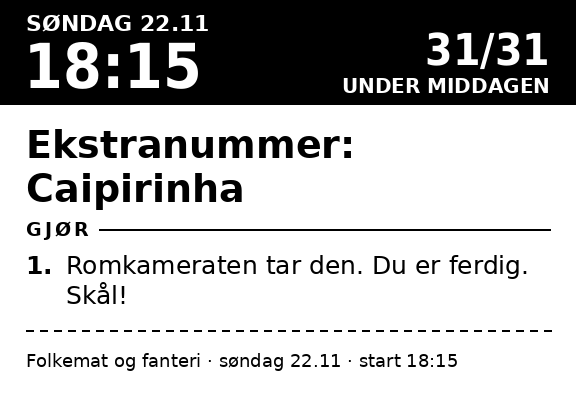 SØNDAG 22.11
18:15
31/31
UNDER MIDDAGEN
Ekstranummer:
Caipirinha
GJØR
1. Romkameraten tar den. Du er ferdig.
Skål!
Folkemat og fanteri · søndag 22.11 · start 18:15